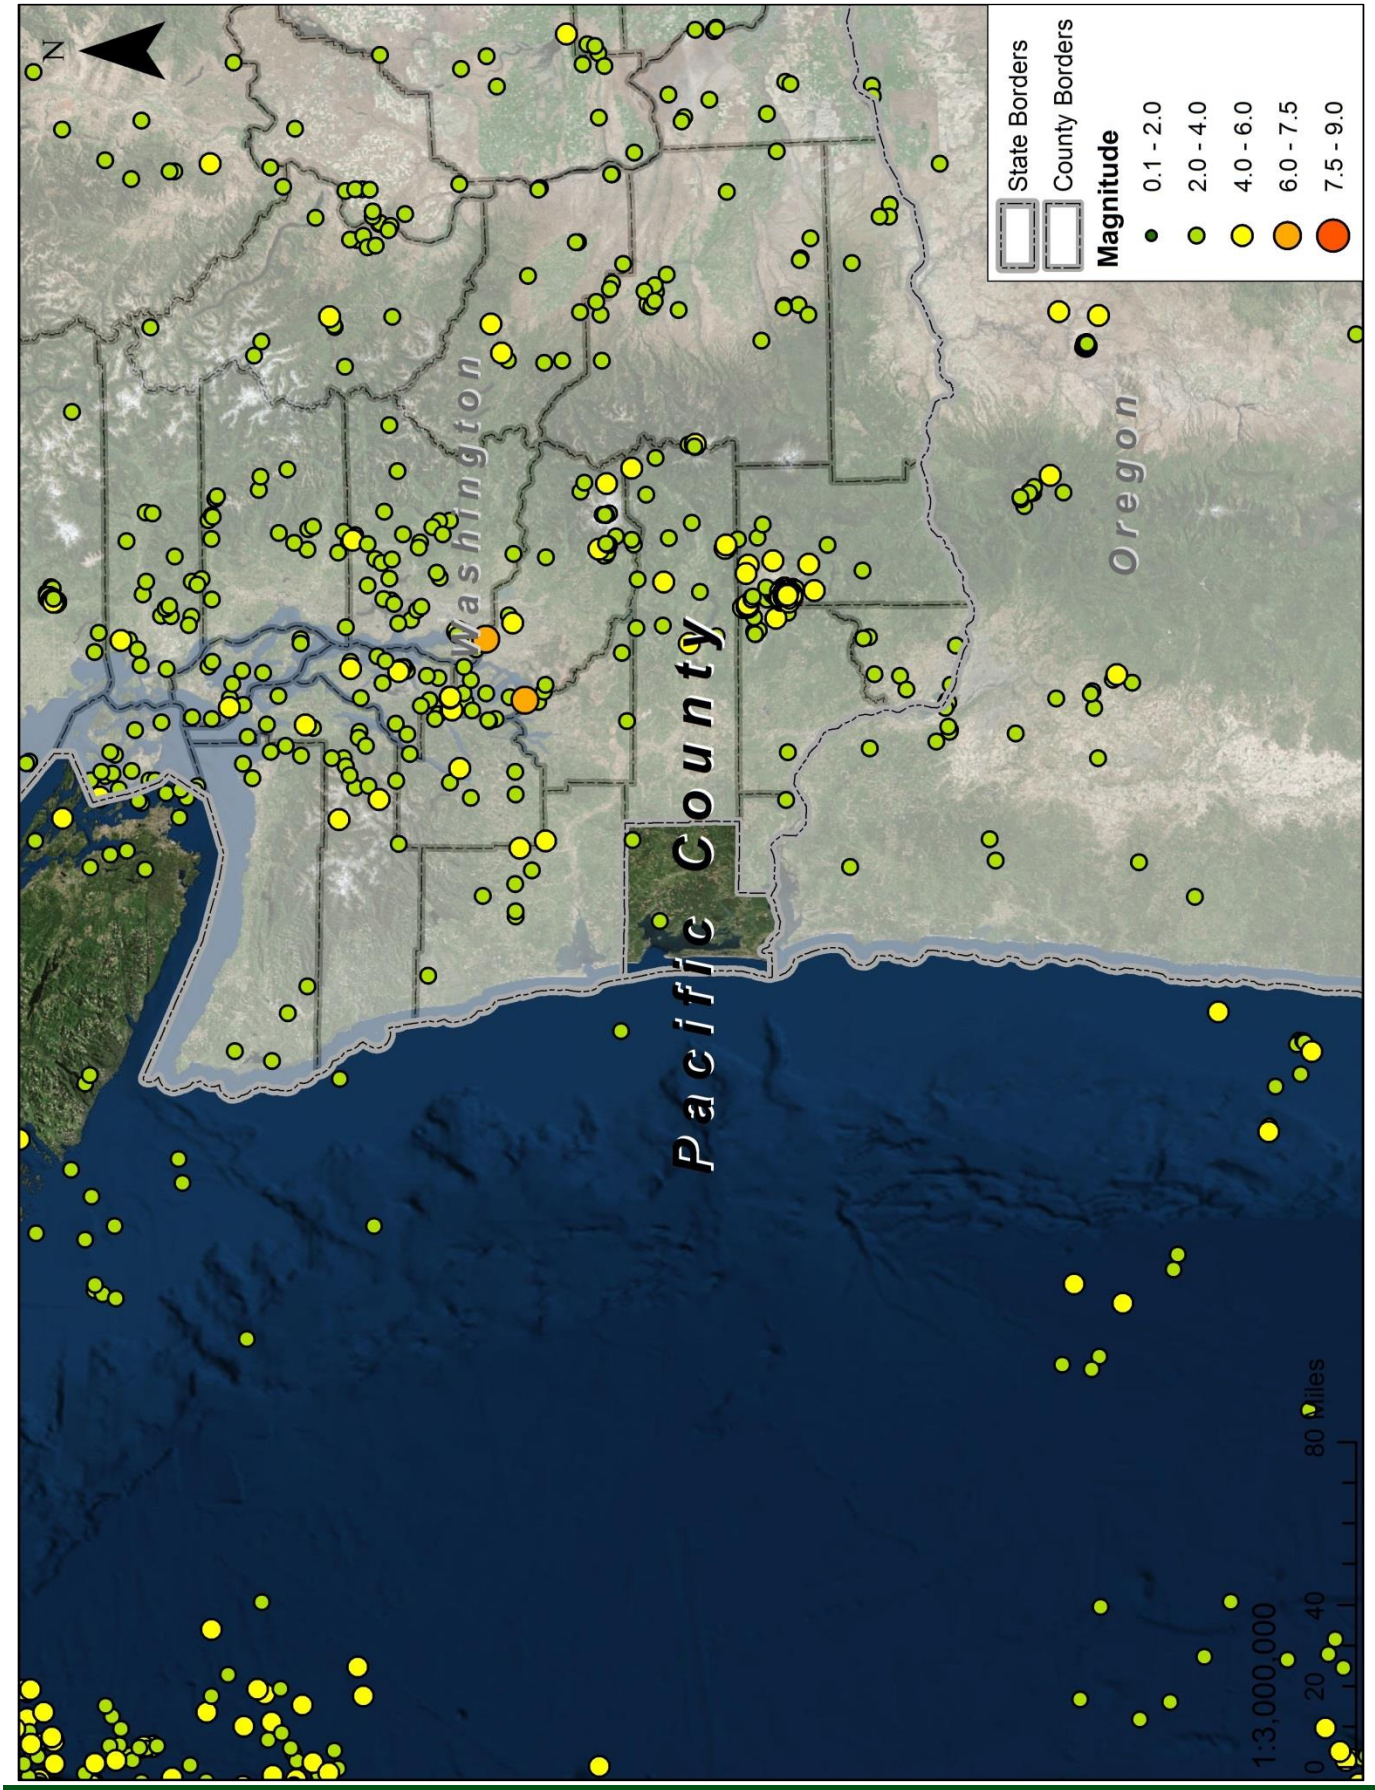 N
Washington
Pacific County
Oregon
State Borders
County Borders
Magnitude
0.1 - 2.0
2.0 - 4.0
4.0 - 6.0
6.0 - 7.5
7.5 - 9.0
1:3,000,000
0 20 40 80 Miles